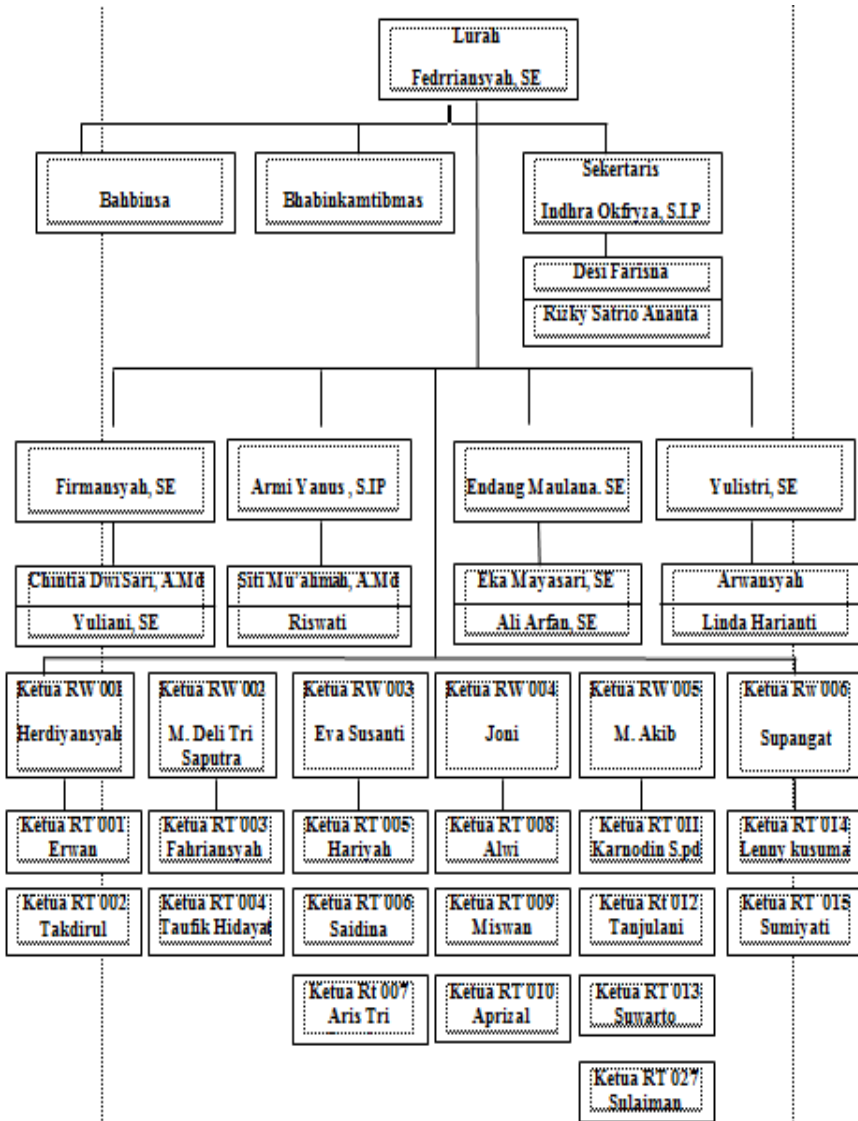 Lurah
Fedrriansyah, SE
Bahbinsa
Bhabinkamtibmas
Sekertaris
Indhra Okfiryza, S.I.P
Desi Farisna
Rizky Satrio Ananta
Firmansyah, SE
Armi Yanus , S.IP
Endang Maulana. SE
Yulistri, SE
Chintia Dwi Sari, A.Md
Yuliani, SE
Siti Mu'ahmah, A.Md
Riswati
Eka Mayasari, SE
Ali Arfan, SE
Arwansyah
Linda Harianti
Ketua RW 001
Herdiyansyah
Ketua RW 002
M. Deli Tri
Saputra
Ketua RW 003
Eva Susanti
Ketua RW 004
Joni
Ketua RW 005
M. Akib
Ketua Rw 006
Supangat
Ketua RT 001
Erwan
Ketua RT 003
Fahriansyah
Ketua RT 005
Hariyah
Ketua RT 008
Alwi
Ketua RT 011
Karnodin S.pd
Ketua RT 014
Lenny kusuma
Ketua RT 002
Takdirul
Ketua RT 004
Taufik Hidayat
Ketua RT 006
Saidina
Ketua RT 009
Miswan
Ketua Rt 012
Tanjulani
Ketua RT 015
Sumiyati
Ketua Rt 007
Aris Tri
Ketua RT 010
Aprizal
Ketua RT 013
Suwarto
Ketua RT 027
Sulaiman